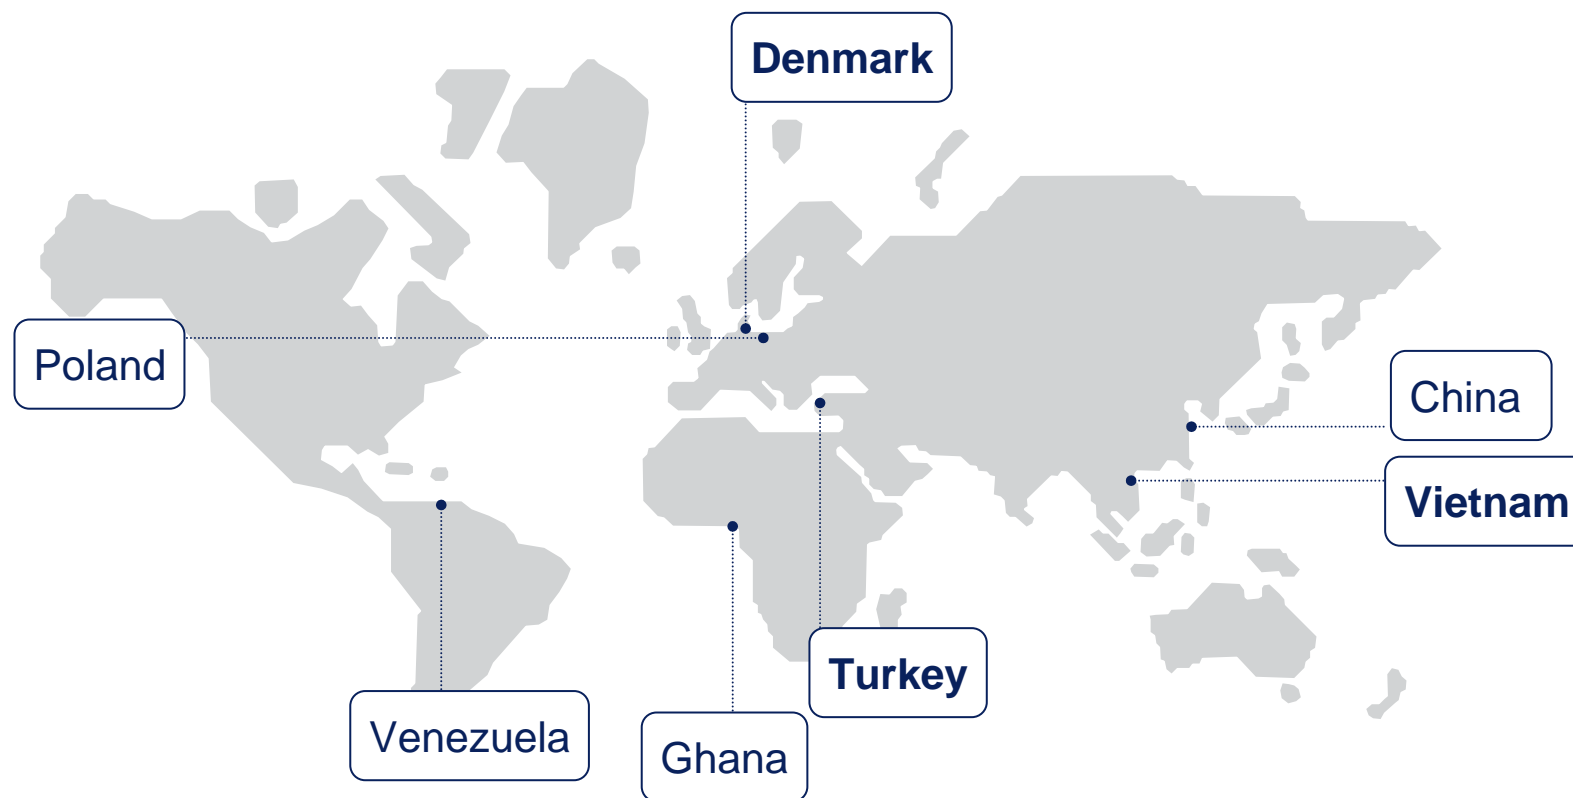 Denmark
Poland
China
Vietnam
Turkey
Venezuela
Ghana